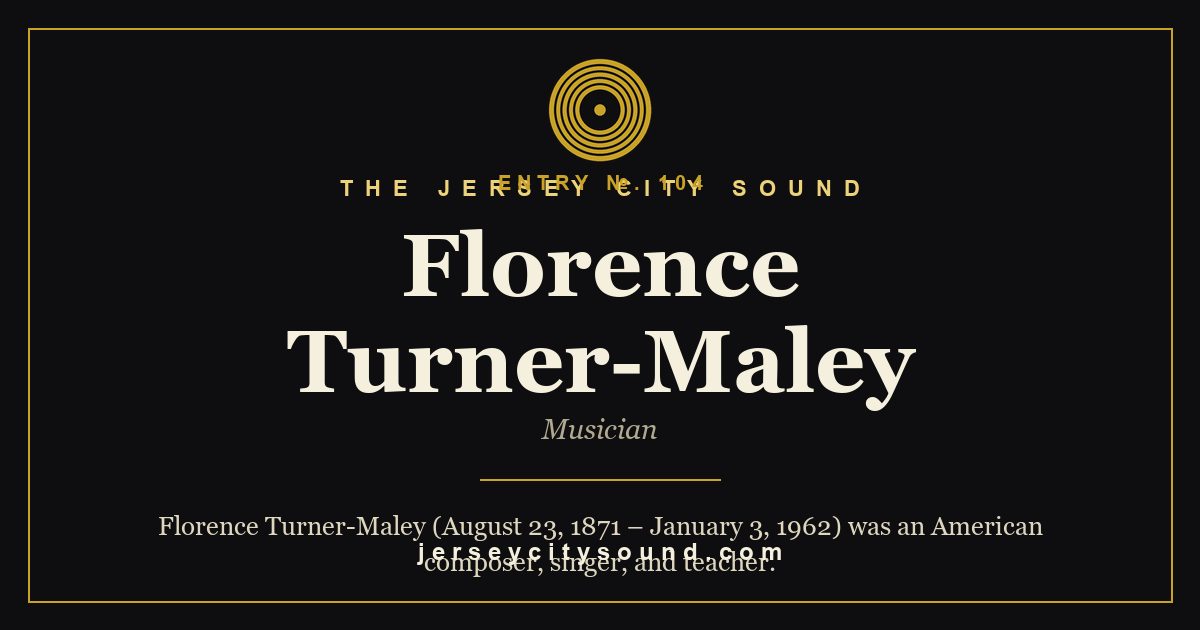 ENTRY №. 104
THE JERSEY CITY SOUND
Florence
Turner-Maley
Musician
Florence Turner-Maley (August 23, 1871 – January 3, 1962) was an American
jerseycitysound.com
composer, singer, and teacher.